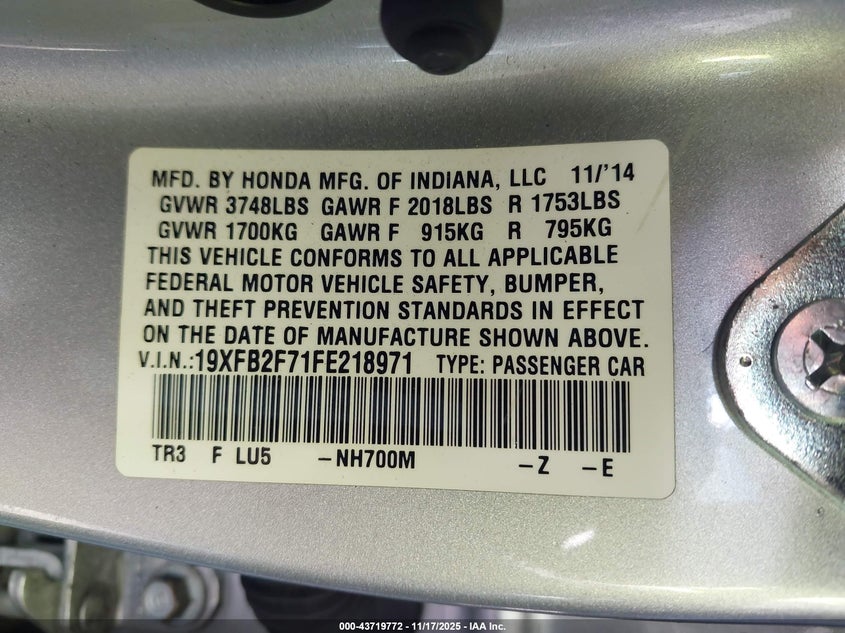 MFD. BY HONDA MFG. OF INDIANA, LLC 11/'14
GVWR 3748LBS GAWR F 2018LBS R 1753LBS
GVWR 1700KG GAWR F 915KG R 795KG
THIS VEHICLE CONFORMS TO ALL APPLICABLE
FEDERAL MOTOR VEHICLE SAFETY, BUMPER,
AND THEFT PREVENTION STANDARDS IN EFFECT
ON THE DATE OF MANUFACTURE SHOWN ABOVE.
V.I.N.:19XFB2F71FE218971 TYPE: PASSENGER CAR
TR3 F LU5 -NH700M -Z -E
000-43719772 - 11/17/2025 - IAA Inc.